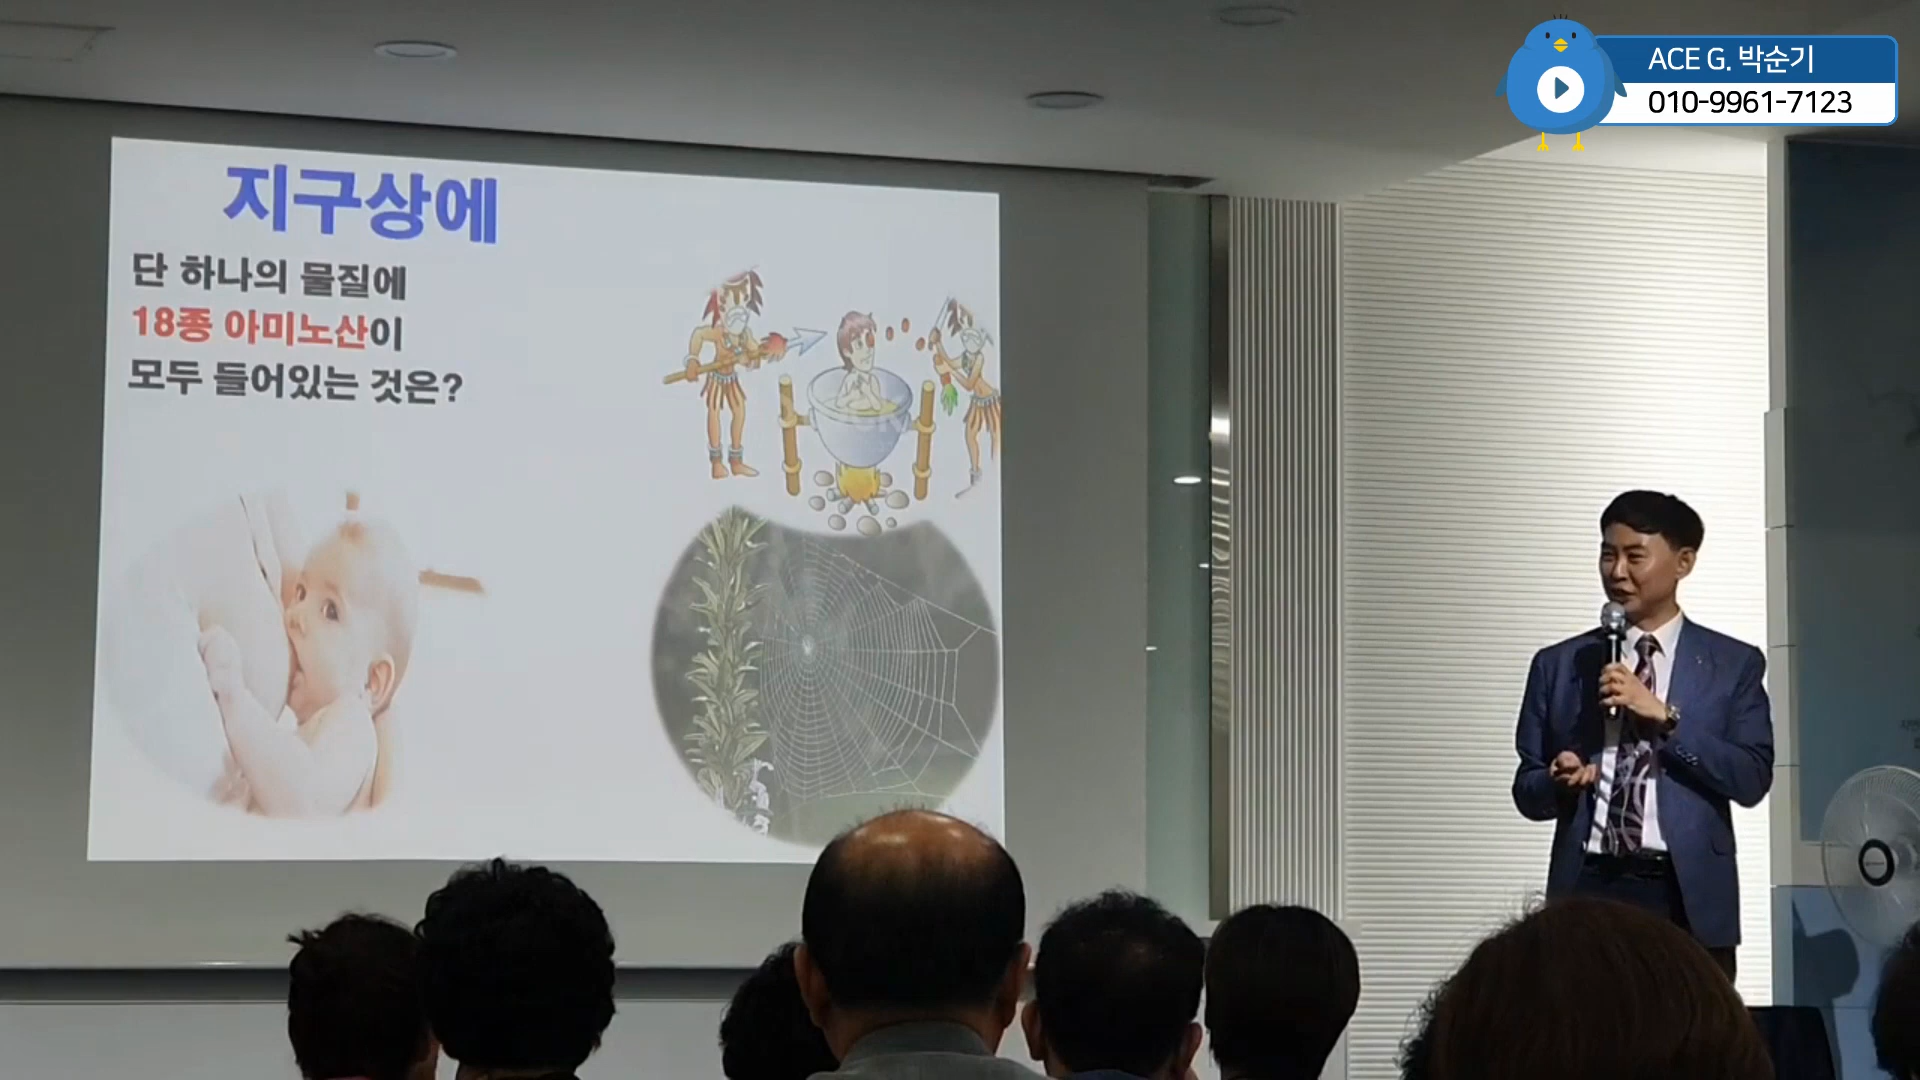 ACE G. 박순기
010-9961-7123
지구상에
단 하나의 물질에
18종 아미노산이
모두 들어있는 것은?